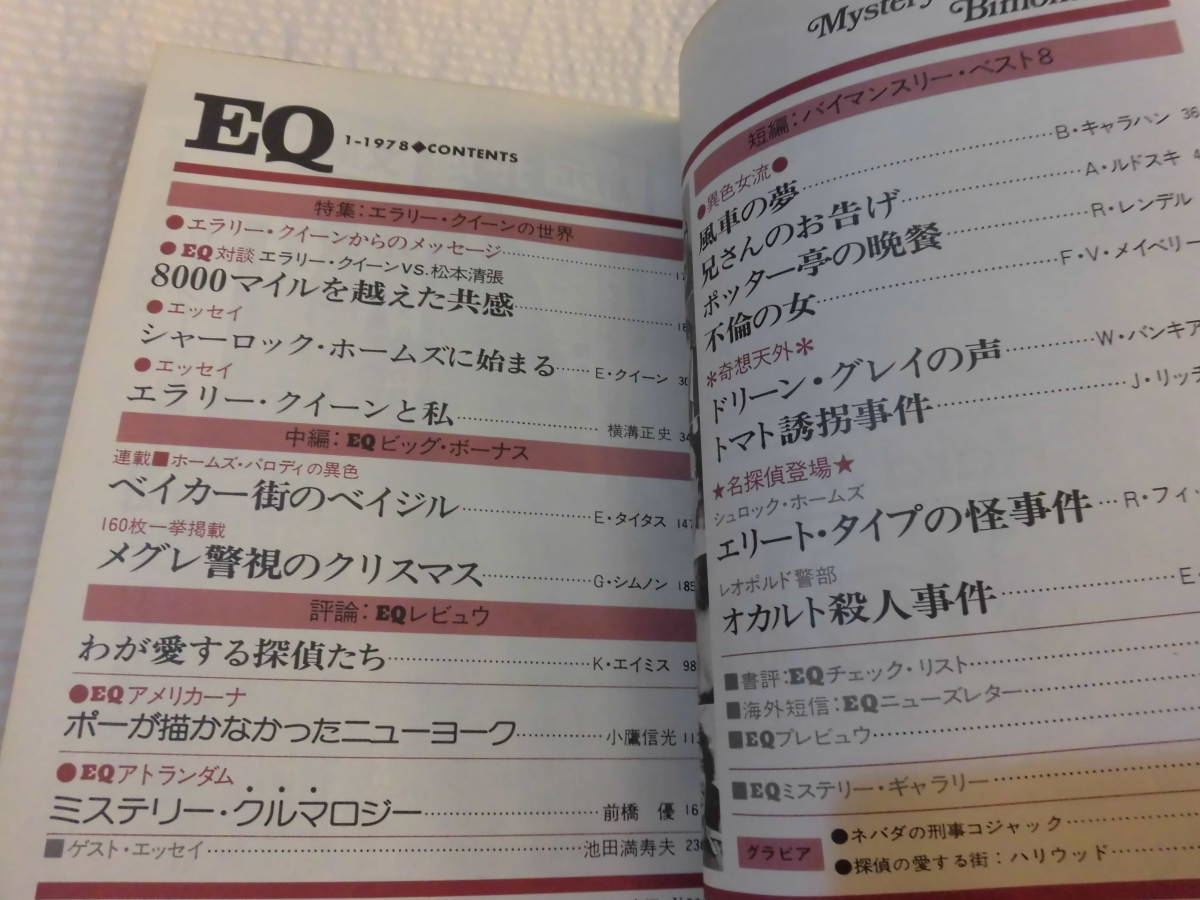 EQ 1-1978◆CONTENTS
特集:エラリー・クイーンの世界
●エラリー・クイーンからのメッセージ
●EQ対談 エラリー・クイーンVS.松本清張
8000マイルを越えた共感
●エッセイ
シャーロック・ホームズに始まる……E・クイーン 30
●エッセイ
エラリー・クイーンと私……横溝正史 34
中編:EQビッグ・ボーナス
連載■ホームズ・パロディの異色
ベイカー街のベイジル……E・タイタス 147
160枚一挙掲載
メグレ警視のクリスマス……G・シムノン 185
評論:EQレビュウ
わが愛する探偵たち……K・エイミス 98
●EQアメリカーナ
ポーが描かなかったニューヨーク……小鷹信光
●EQアトランダム
ミステリー・クルマロジー……前橋 優
■ゲスト・エッセイ……池田満寿夫
Mystery
短編:バイマンスリー・ベスト8
●異色女流●
風車の夢……B・キャラハン 36
兄さんのお告げ……A・ルドスキ
ポッター亭の晩餐……R・レンデル
不倫の女……F・V・メイベリー
*奇想天外*
ドリーン・グレイの声……W・バンキア
トマト誘拐事件……J・リッチ
★名探偵登場★
シュロック・ホームズ
エリート・タイプの怪事件…R・フィ
レオポルド警部
オカルト殺人事件……E・
■書評:EQチェック・リスト
■海外短信:EQニューズレター
■EQプレビュウ
■EQミステリー・ギャラリー
グラビア
●ネバダの刑事コジャック
●探偵の愛する街:ハリウッド